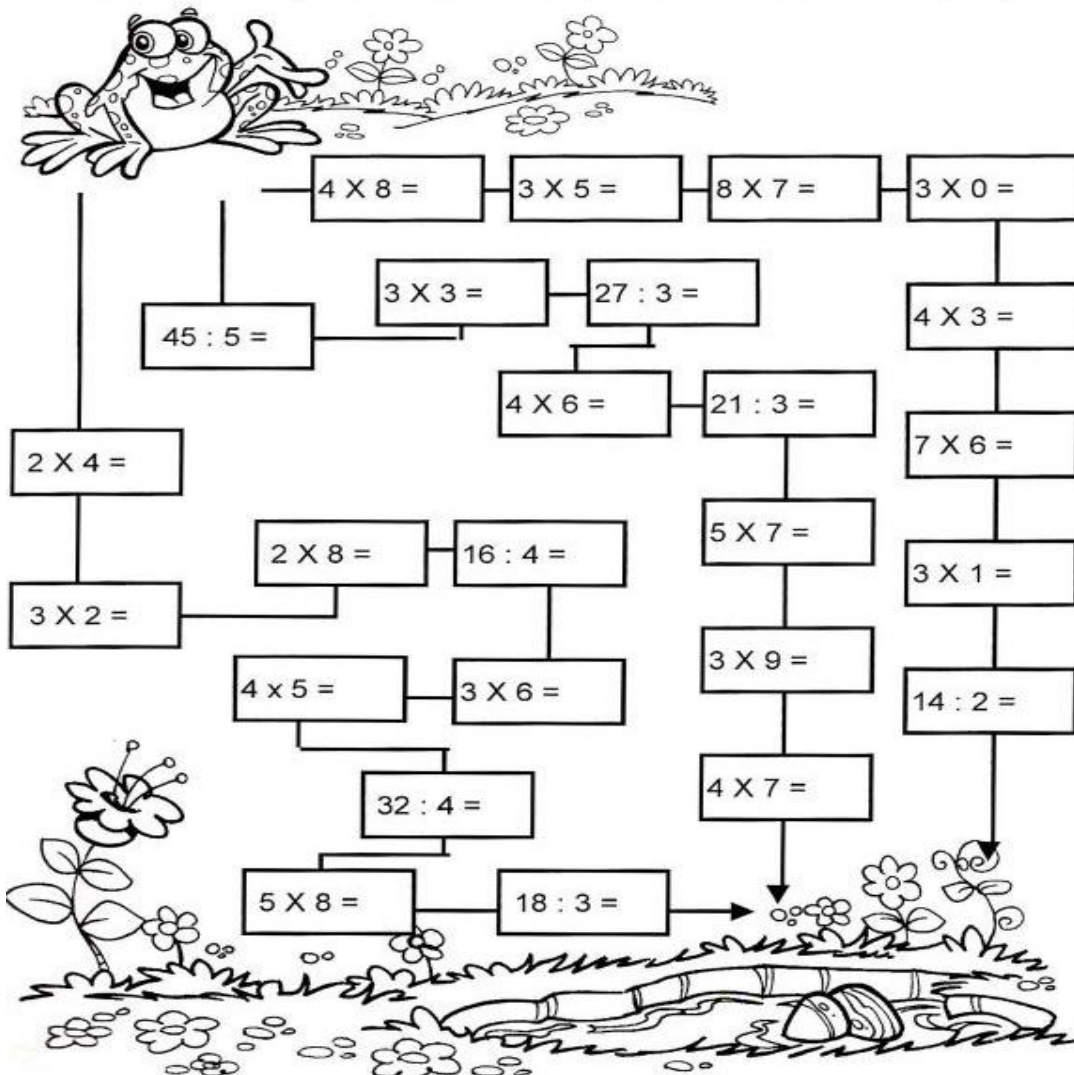 4 X 8 =
3 X 5 =
8 X 7 =
3 X 0 =
3 X 3 =
27 : 3 =
45 : 5 =
4 X 3 =
4 X 6 =
21 : 3 =
2 X 4 =
7 X 6 =
5 X 7 =
2 X 8 =
16 : 4 =
3 X 1 =
3 X 2 =
3 X 9 =
4 x 5 =
3 X 6 =
14 : 2 =
4 X 7 =
32 : 4 =
5 X 8 =
18 : 3 =